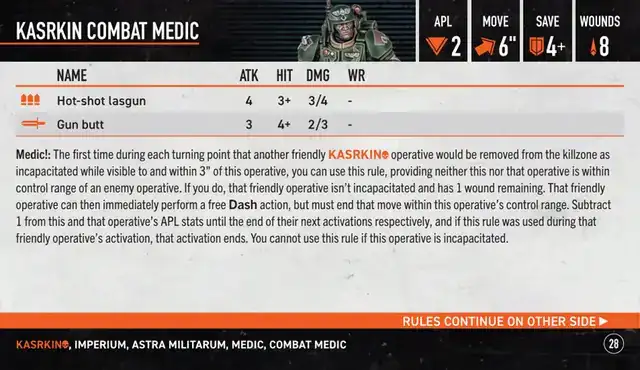 KASRKIN COMBAT MEDIC
APL MOVE SAVE WOUNDS
2 6" 4+ 8
NAME ATK HIT DMG WR
Hot-shot lasgun 4 3+ 3/4 -
Gun butt 3 4+ 2/3 -
Medic!: The first time during each turning point that another friendly KASRKIN operative would be removed from the killzone as
incapacitated while visible to and within 3" of this operative, you can use this rule, providing neither this nor that operative is within
control range of an enemy operative. If you do, that friendly operative isn't incapacitated and has 1 wound remaining. That friendly
operative can then immediately perform a free Dash action, but must end that move within this operative's control range. Subtract
1 from this and that operative's APL stats until the end of their next activations respectively, and if this rule was used during that
friendly operative's activation, that activation ends. You cannot use this rule if this operative is incapacitated.
RULES CONTINUE ON OTHER SIDE ▶
KASRKIN, IMPERIUM, ASTRA MILITARUM, MEDIC, COMBAT MEDIC
28